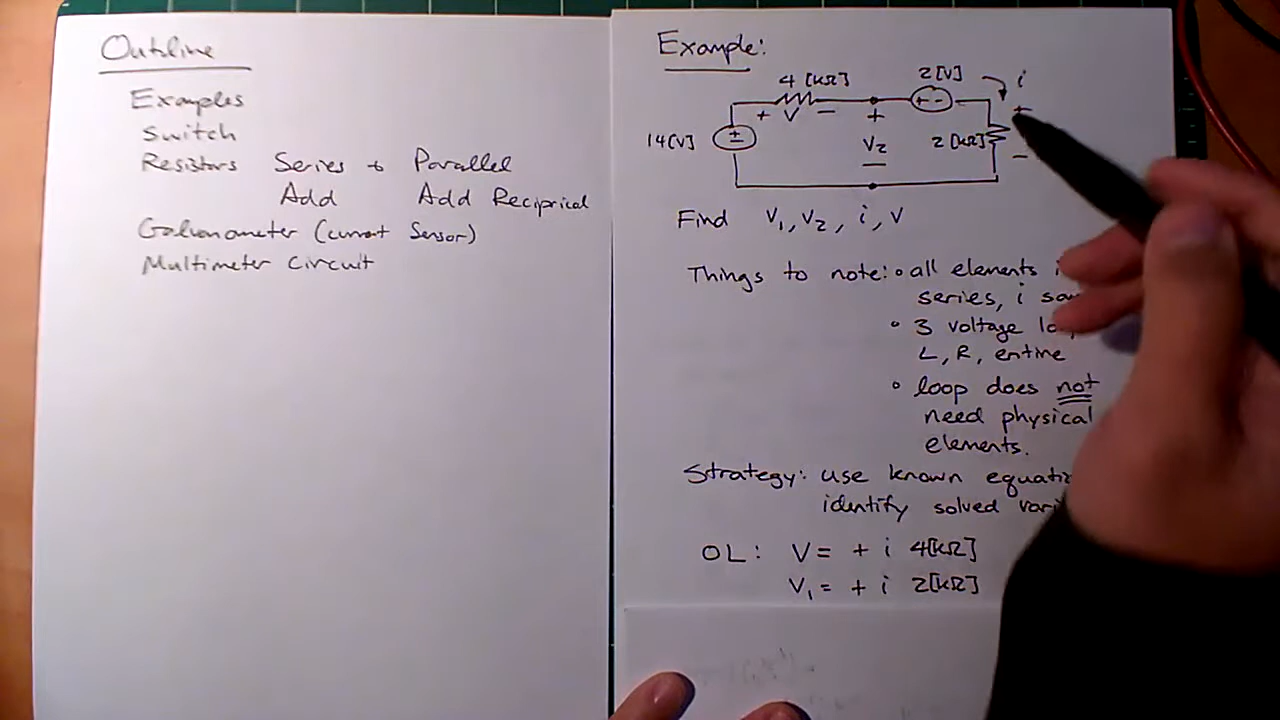 Outline
Examples
Switch
Resistors Series + Parallel
Add Add Reciprical
Galvanometer (current Sensor)
Multimeter Circuit
Example:
4 [kΩ] 2[V] i
+ V - + + - +
14[V] ± V2 2[kΩ]
- -
Find V1, V2, i, V
Things to note: • all elements
series, i
• 3 voltage
L, R, entire
• loop does not
need physical
elements.
Strategy: use known
identify solved
OL: V = + i 4[kΩ]
V1 = + i 2[kΩ]